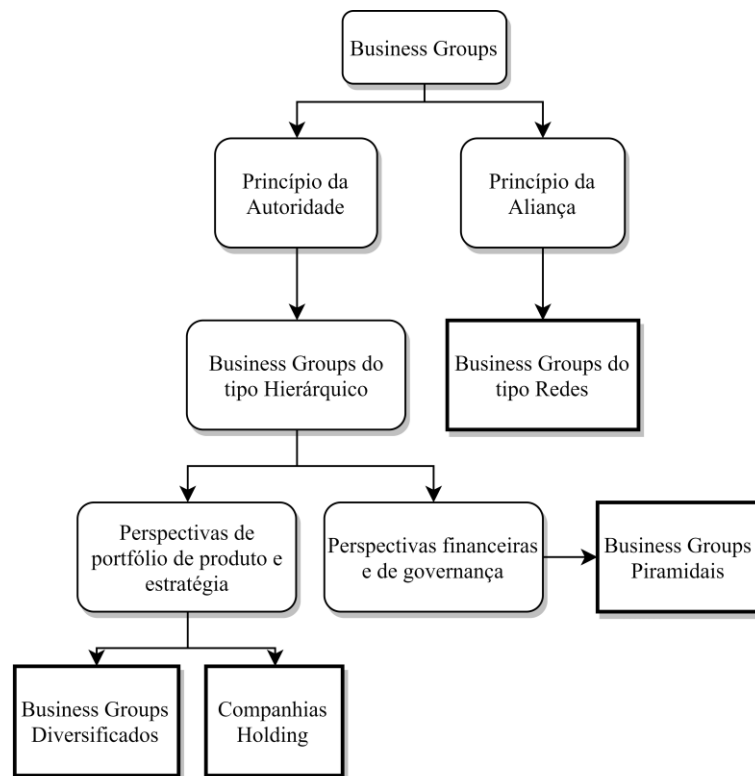 Business Groups
Princípio da
Autoridade
Princípio da
Aliança
Business Groups do
tipo Hierárquico
Business Groups do
tipo Redes
Perspectivas de
portfólio de produto e
estratégia
Perspectivas financeiras
e de governança
Business Groups
Piramidais
Business Groups
Diversificados
Companhias
Holding